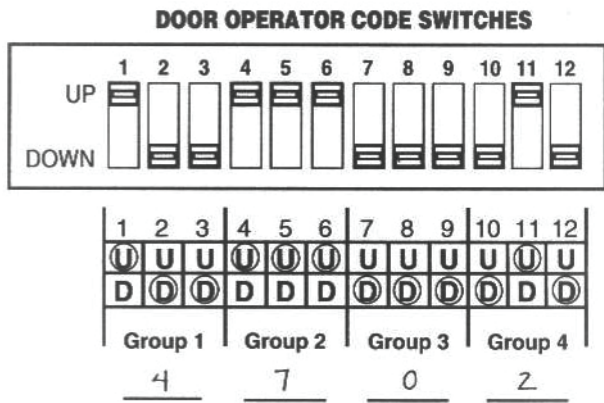 DOOR OPERATOR CODE SWITCHES
1 2 3 4 5 6 7 8 9 10 11 12
UP
DOWN
1 2 3 4 5 6 7 8 9 10 11 12
U U U U U U U U U U U U
D D D D D D D D D D D D
Group 1 Group 2 Group 3 Group 4
4 7 0 2